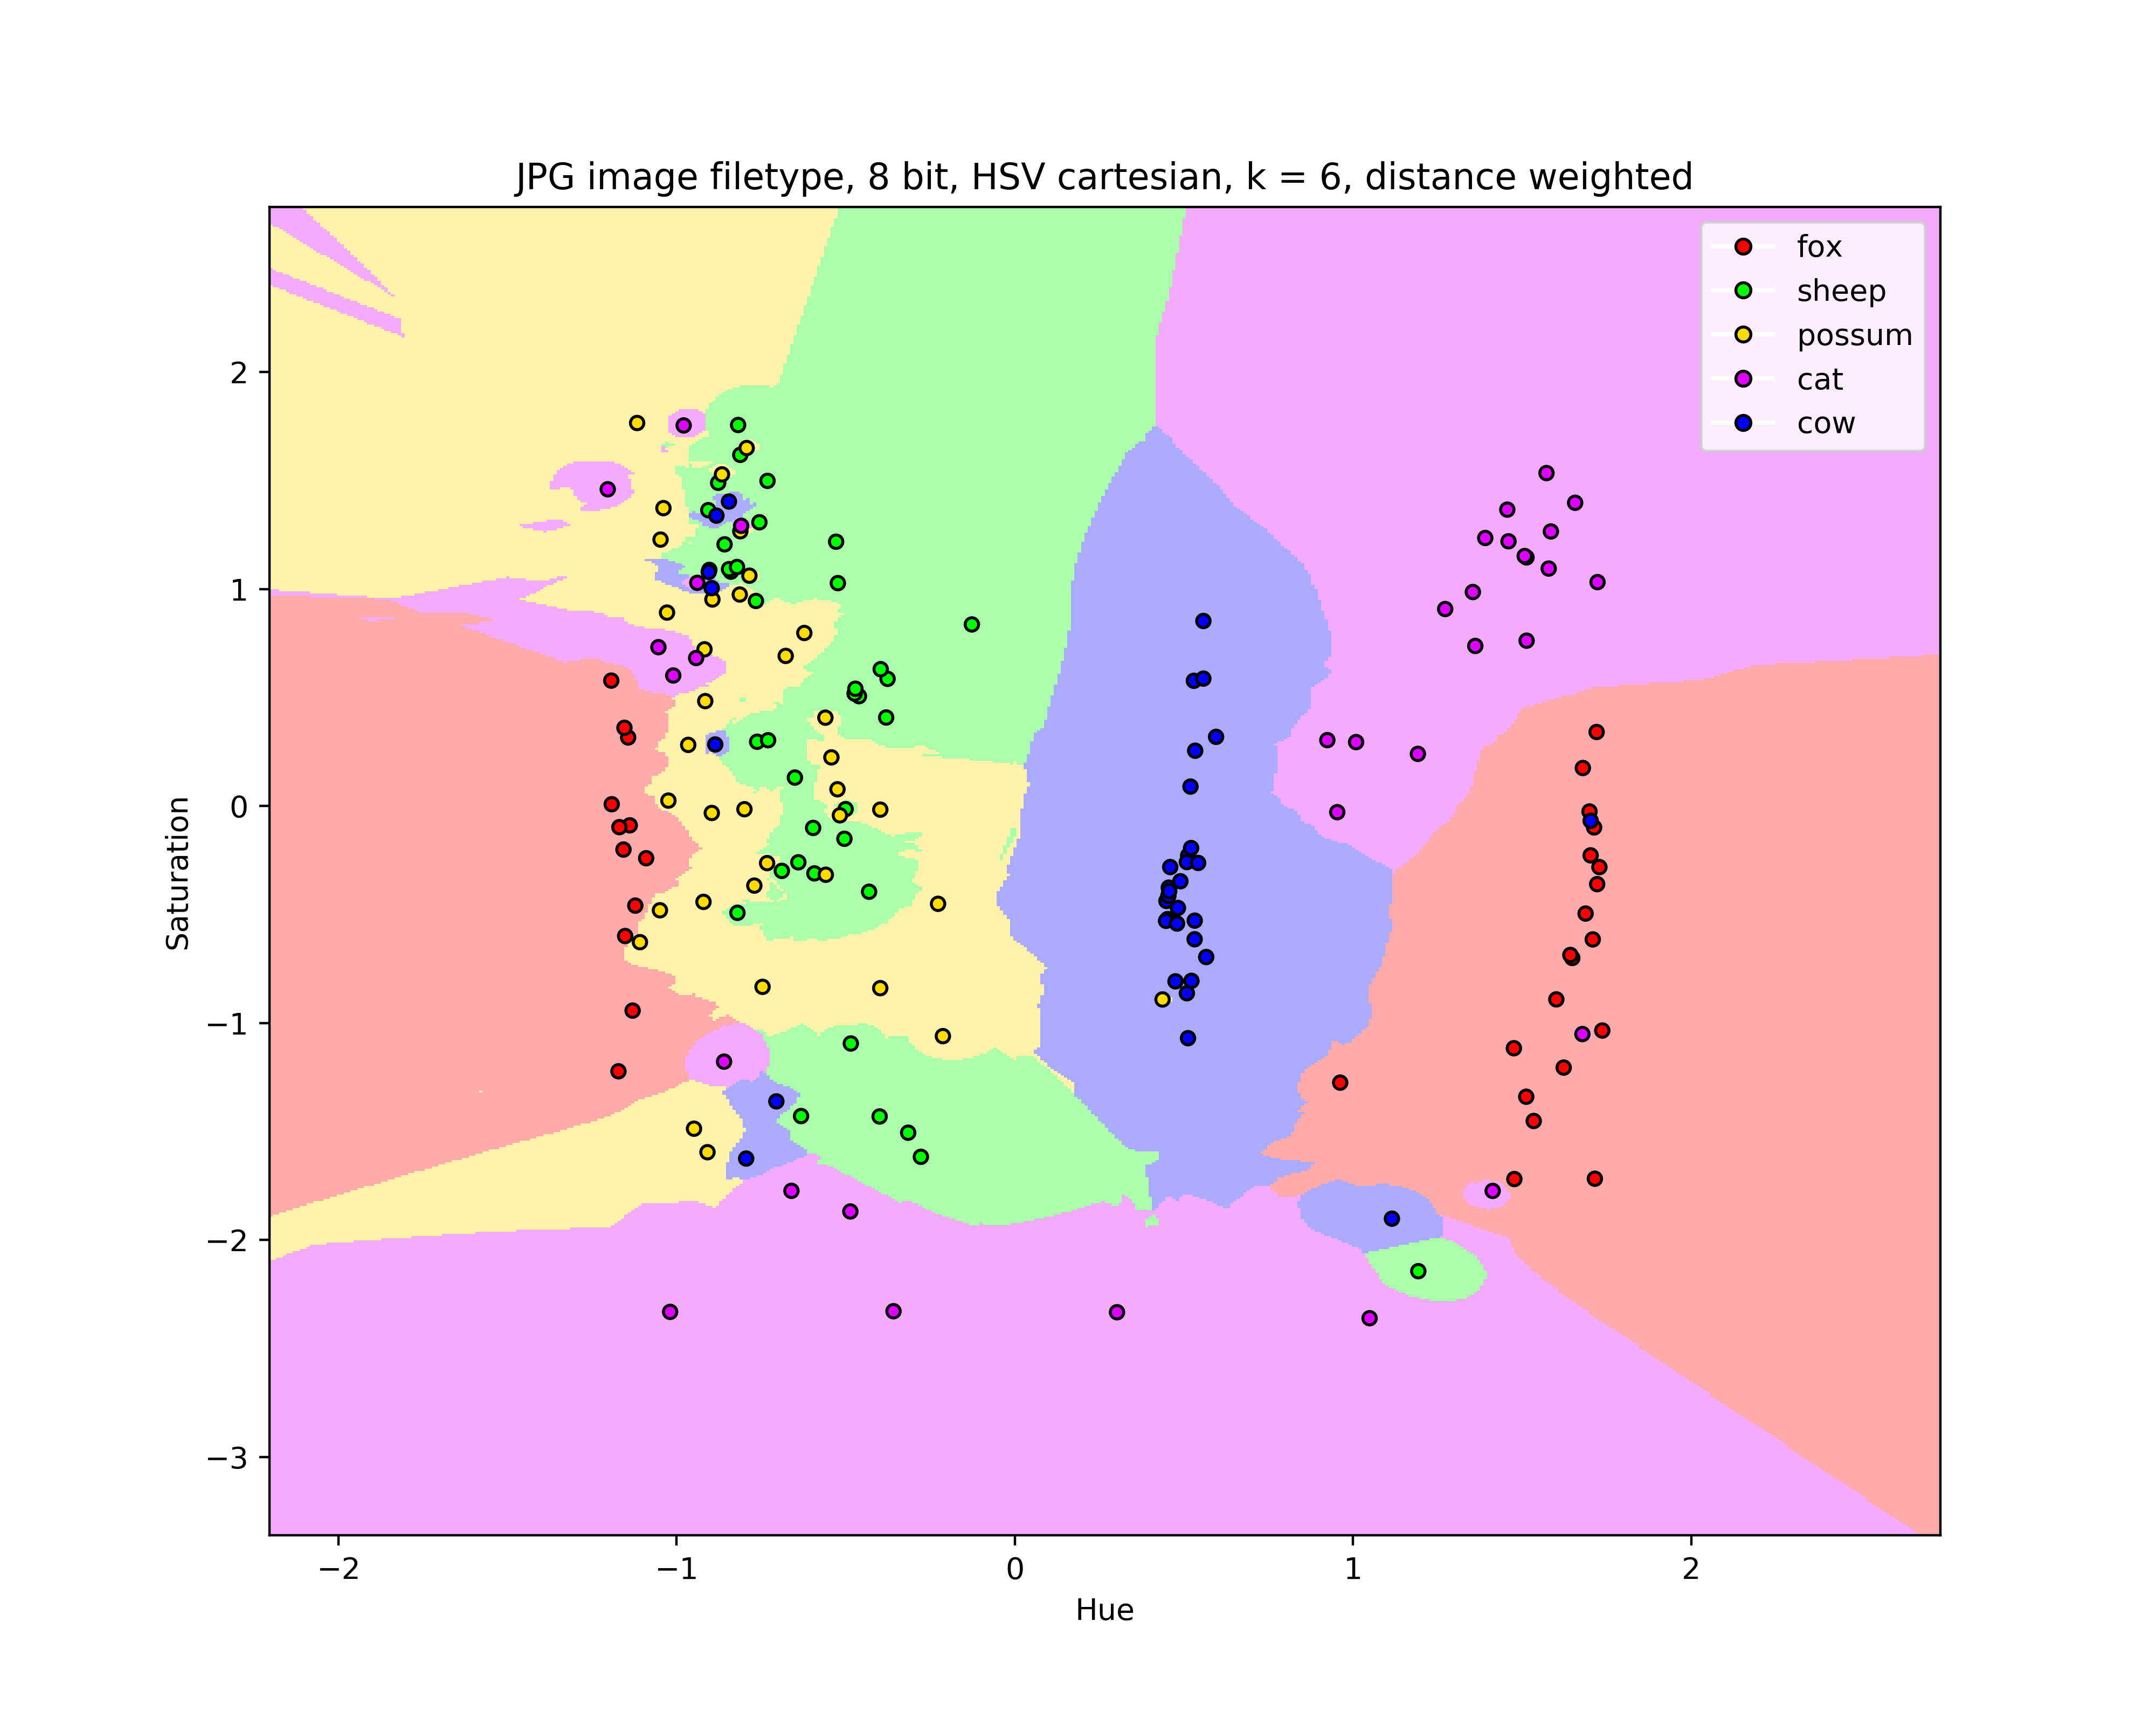 JPG image filetype, 8 bit, HSV cartesian, k = 6, distance weighted
fox
sheep
possum
cat
cow
2
1
0
−1
−2
−3
Saturation
−2
−1
0
1
2
Hue